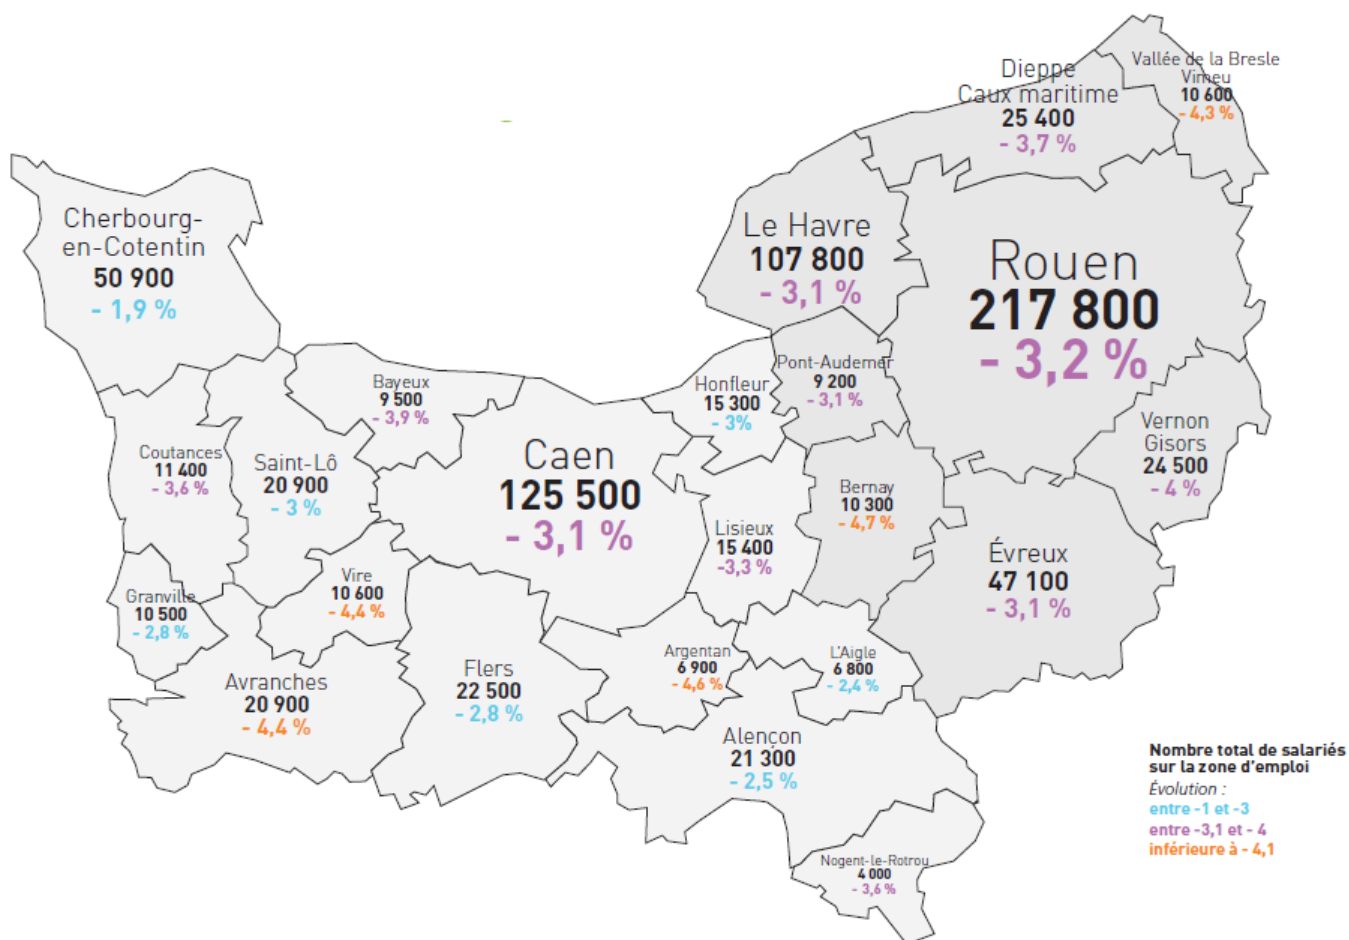 Vallée de la Bresle
Vimeu
10 600
- 4,3 %
Dieppe
Caux maritime
25 400
- 3,7 %
Cherbourg-
en-Cotentin
50 900
- 1,9 %
Le Havre
107 800
- 3,1 %
Rouen
217 800
- 3,2 %
Pont-Audemer
9 200
- 3,1 %
Honfleur
15 300
- 3%
Bayeux
9 500
- 3,9 %
Vernon
Gisors
24 500
- 4 %
Coutances
11 400
- 3,6 %
Saint-Lô
20 900
- 3 %
Caen
125 500
- 3,1 %
Bernay
10 300
- 4,7 %
Lisieux
15 400
-3,3 %
Évreux
47 100
- 3,1 %
Vire
10 600
- 4,4 %
Granville
10 500
- 2,8 %
Argentan
6 900
- 4,6 %
L'Aigle
6 800
- 2,4 %
Avranches
20 900
- 4,4 %
Flers
22 500
- 2,8 %
Alençon
21 300
- 2,5 %
Nogent-le-Rotrou
4 000
- 3,6 %
Nombre total de salariés
sur la zone d'emploi
Évolution :
entre -1 et -3
entre -3,1 et - 4
inférieure à - 4,1